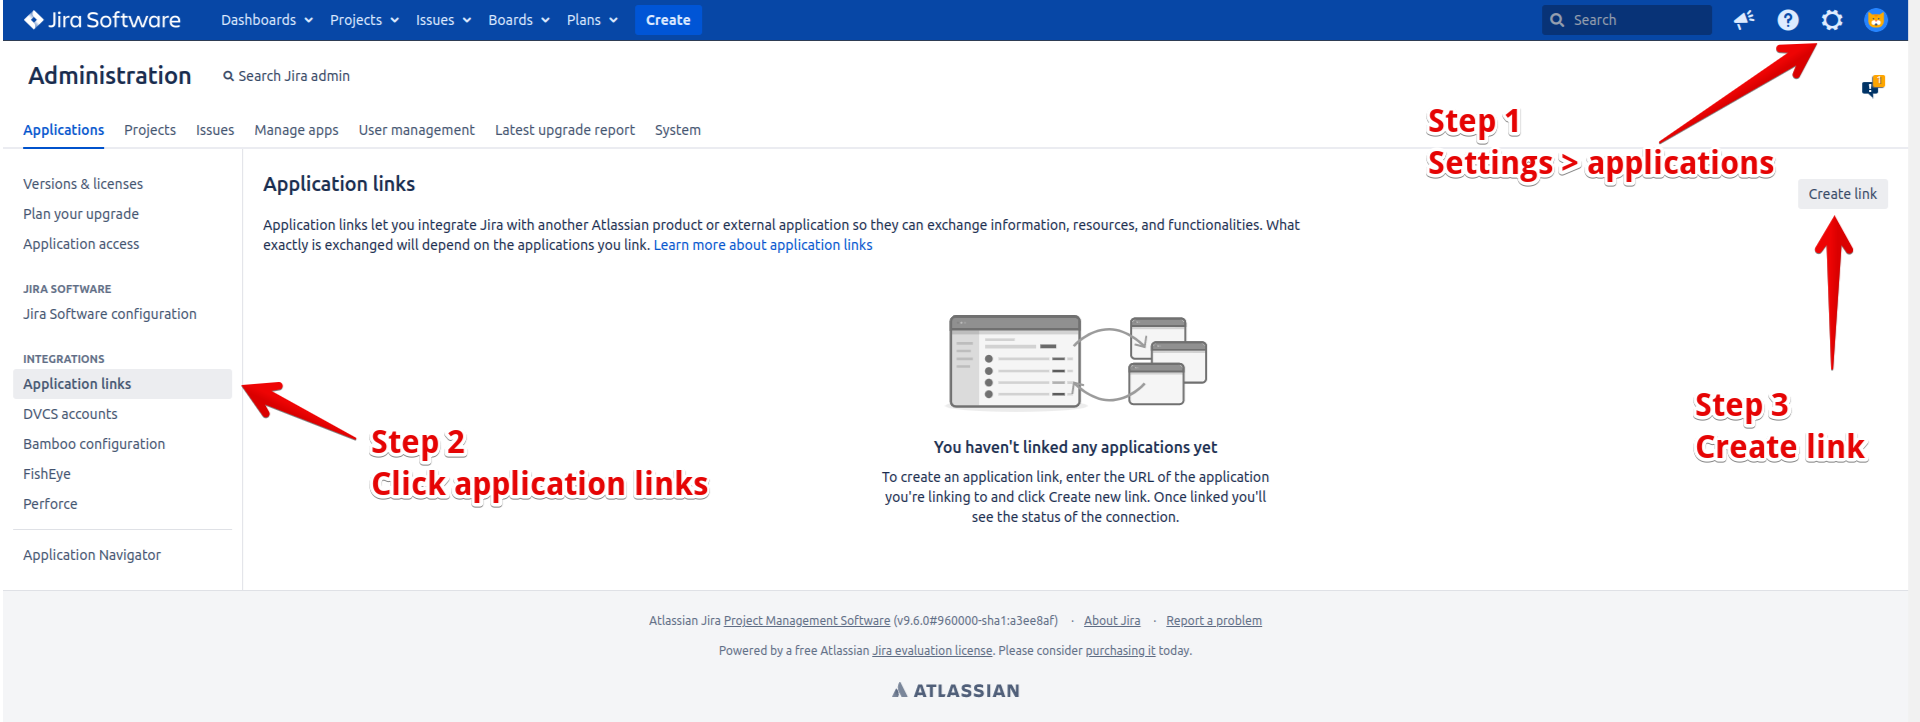 Jira Software Dashboards Projects Issues Boards Plans Create Search
Administration Search Jira admin
Step 1
Settings > applications
Applications Projects Issues Manage apps User management Latest upgrade report System
Versions & licenses
Plan your upgrade
Application access
JIRA SOFTWARE
Jira Software configuration
INTEGRATIONS
Application links
DVCS accounts
Bamboo configuration
FishEye
Perforce
Application Navigator
Application links
Create link
Application links let you integrate Jira with another Atlassian product or external application so they can exchange information, resources, and functionalities. What
exactly is exchanged will depend on the applications you link. Learn more about application links
Step 2
Click application links
Step 3
Create link
You haven't linked any applications yet
To create an application link, enter the URL of the application
you're linking to and click Create new link. Once linked you'll
see the status of the connection.
Atlassian Jira Project Management Software (v9.6.0#960000-sha1:a3ee8af) · About Jira · Report a problem
Powered by a free Atlassian Jira evaluation license. Please consider purchasing it today.
ATLASSIAN